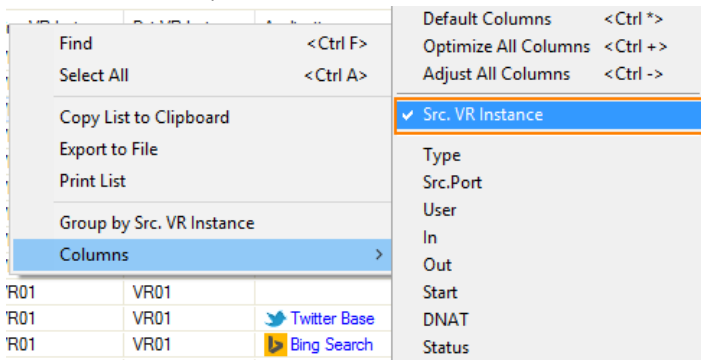 Find <Ctrl F>
Select All <Ctrl A>
Copy List to Clipboard
Export to File
Print List
Group by Src. VR Instance
Columns >
Default Columns <Ctrl *>
Optimize All Columns <Ctrl +>
Adjust All Columns <Ctrl ->
Src. VR Instance
Type
Src.Port
User
In
Out
Start
DNAT
Status
VR01
VR01 Twitter Base
VR01 Bing Search